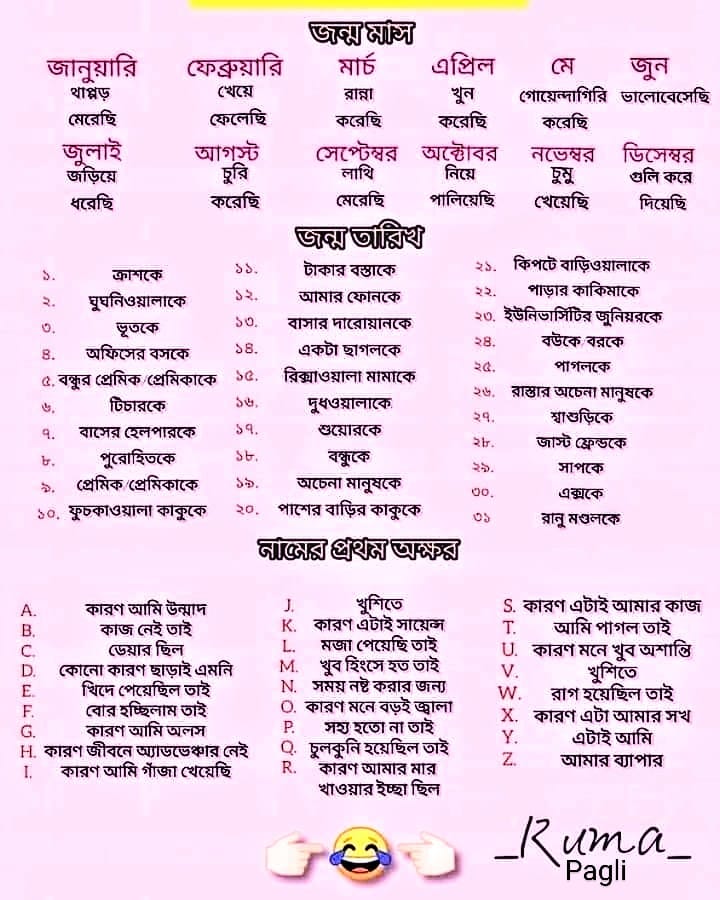 জন্ম মাস
জানুয়ারি ফেব্রুয়ারি মার্চ এপ্রিল মে জুন
থাপ্পড় খেয়ে রান্না খুন গোয়েন্দাগিরি ভালোবেসেছি
মেরেছি ফেলেছি করেছি করেছি করেছি
জুলাই আগস্ট সেপ্টেম্বর অক্টোবর নভেম্বর ডিসেম্বর
জড়িয়ে চুরি লাথি নিয়ে চুমু গুলি করে
ধরেছি করেছি মেরেছি পালিয়েছি খেয়েছি দিয়েছি
জন্ম তারিখ
১. ক্রাশকে
২. ঘুঘনিওয়ালাকে
৩. ভূতকে
৪. অফিসের বসকে
৫. বন্ধুর প্রেমিক/প্রেমিকাকে
৬. টিচারকে
৭. বাসের হেলপারকে
৮. পুরোহিতকে
৯. প্রেমিক/প্রেমিকাকে
১০. ফুচকাওয়ালা কাকুকে
১১. টাকার বস্তাকে
১২. আমার ফোনকে
১৩. বাসার দারোয়ানকে
১৪. একটা ছাগলকে
১৫. রিক্সাওয়ালা মামাকে
১৬. দুধওয়ালাকে
১৭. শুয়োরকে
১৮. বন্ধুকে
১৯. অচেনা মানুষকে
২০. পাশের বাড়ির কাকুকে
২১. কিপটে বাড়িওয়ালাকে
২২. পাড়ার কাকিমাকে
২৩. ইউনিভার্সিটির জুনিয়রকে
২৪. বউকে/বরকে
২৫. পাগলকে
২৬. রাস্তার অচেনা মানুষকে
২৭. শ্বাশুড়িকে
২৮. জাস্ট ফ্রেন্ডকে
২৯. সাপকে
৩০. এক্সকে
৩১ রানু মণ্ডলকে
নামের প্রথম অক্ষর
A. কারণ আমি উন্মাদ
B. কাজ নেই তাই
C. ডেয়ার ছিল
D. কোনো কারণ ছাড়াই এমনি
E. খিদে পেয়েছিল তাই
F. বোর হচ্ছিলাম তাই
G. কারণ আমি অলস
H. কারণ জীবনে অ্যাডভেঞ্চার নেই
I. কারণ আমি গাঁজা খেয়েছি
J. খুশিতে
K. কারণ এটাই সায়েন্স
L. মজা পেয়েছি তাই
M. খুব হিংসে হত তাই
N. সময় নষ্ট করার জন্য
O. কারণ মনে বড়ই জ্বালা
P. সহ্য হতো না তাই
Q. চুলকুনি হয়েছিল তাই
R. কারণ আমার মার
খাওয়ার ইচ্ছা ছিল
S. কারণ এটাই আমার কাজ
T. আমি পাগল তাই
U. কারণ মনে খুব অশান্তি
V. খুশিতে
W. রাগ হয়েছিল তাই
X. কারণ এটা আমার সখ
Y. এটাই আমি
Z. আমার ব্যাপার
_Ruma_
Pagli